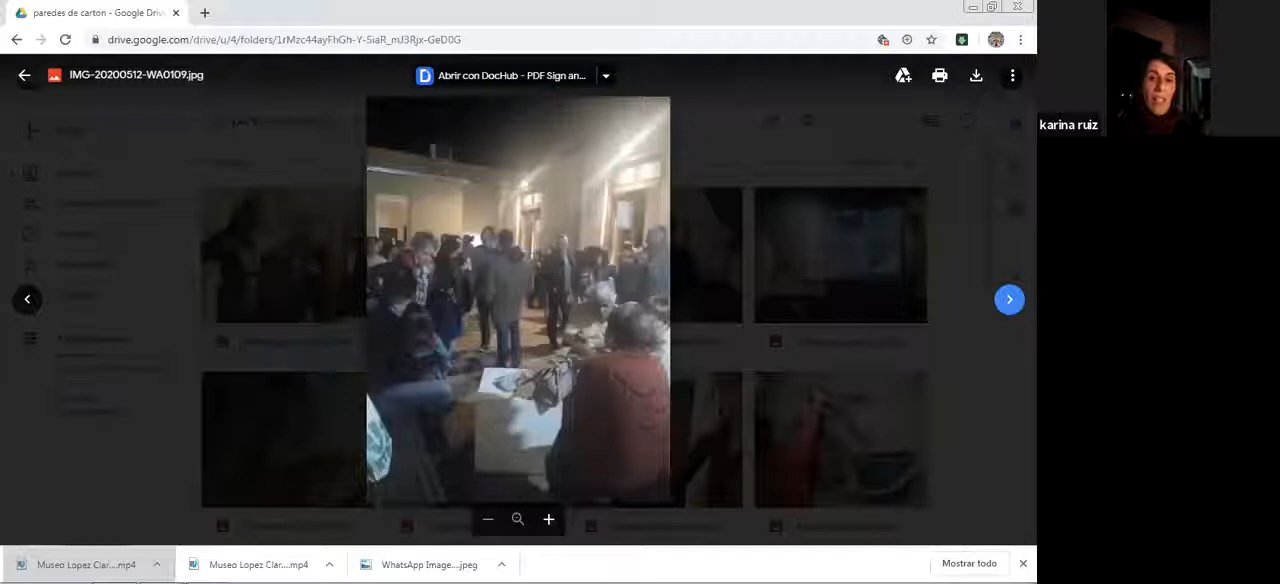 paredes de carton - Google Driv
drive.google.com/drive/u/4/folders/1rMzc44ayFhGh-Y-5iaR_mJ3Rjx-GeD0G
IMG-20200512-WA0109.jpg
Abrir con DocHub - PDF Sign an...
karina ruiz
Museo Lopez Clar....mp4
Museo Lopez Clar....mp4
WhatsApp Image....jpeg
Mostrar todo